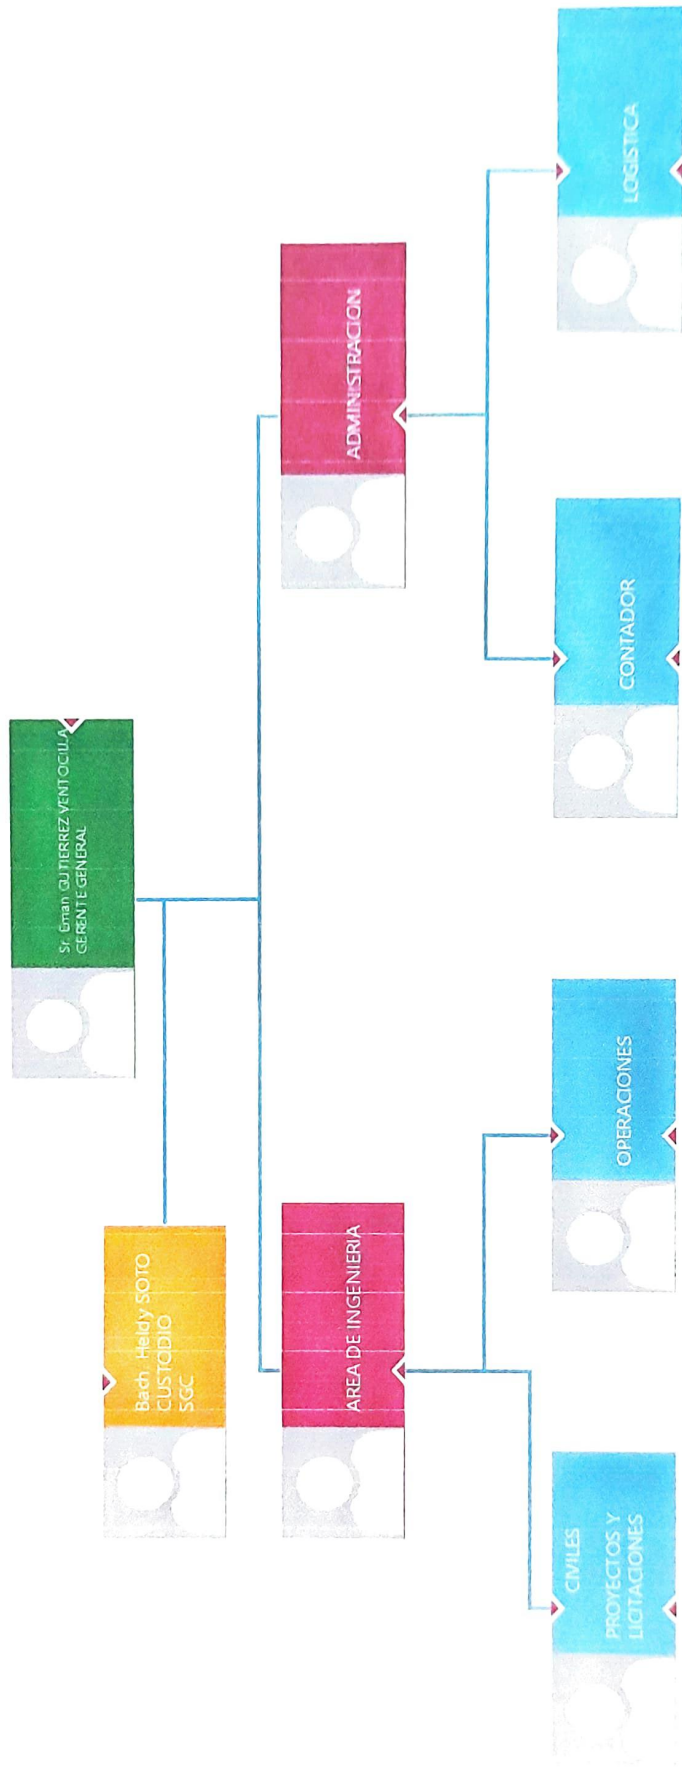 Sr. Eman GUTIERREZ VENTOCILLA
GERENTE GENERAL
Bach. Heidy SOTO
CUSTODIO
SGC
AREA DE INGENIERIA
ADMINISTRACION
CIVILES
PROYECTOS Y
LICITACIONES
OPERACIONES
CONTADOR
LOGISTICA